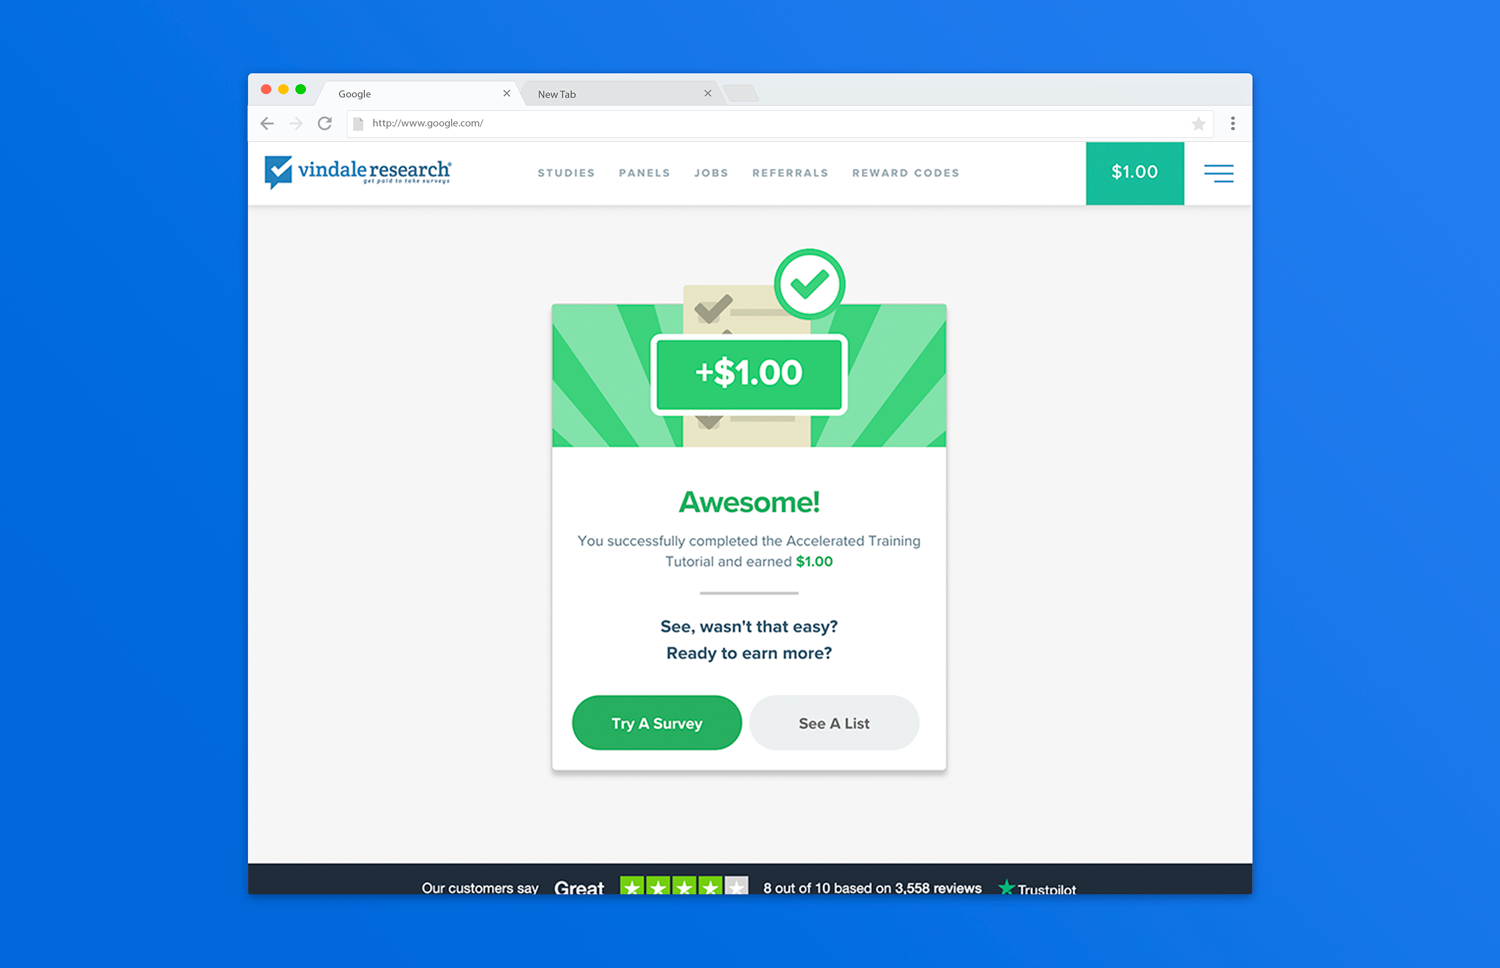 Google
New Tab
http://www.google.com/
vindale research®
get paid to take surveys
STUDIES PANELS JOBS REFERRALS REWARD CODES
$1.00
+$1.00
Awesome!
You successfully completed the Accelerated Training
Tutorial and earned $1.00
See, wasn't that easy?
Ready to earn more?
Try A Survey
See A List
Our customers say Great 8 out of 10 based on 3,558 reviews Trustpilot